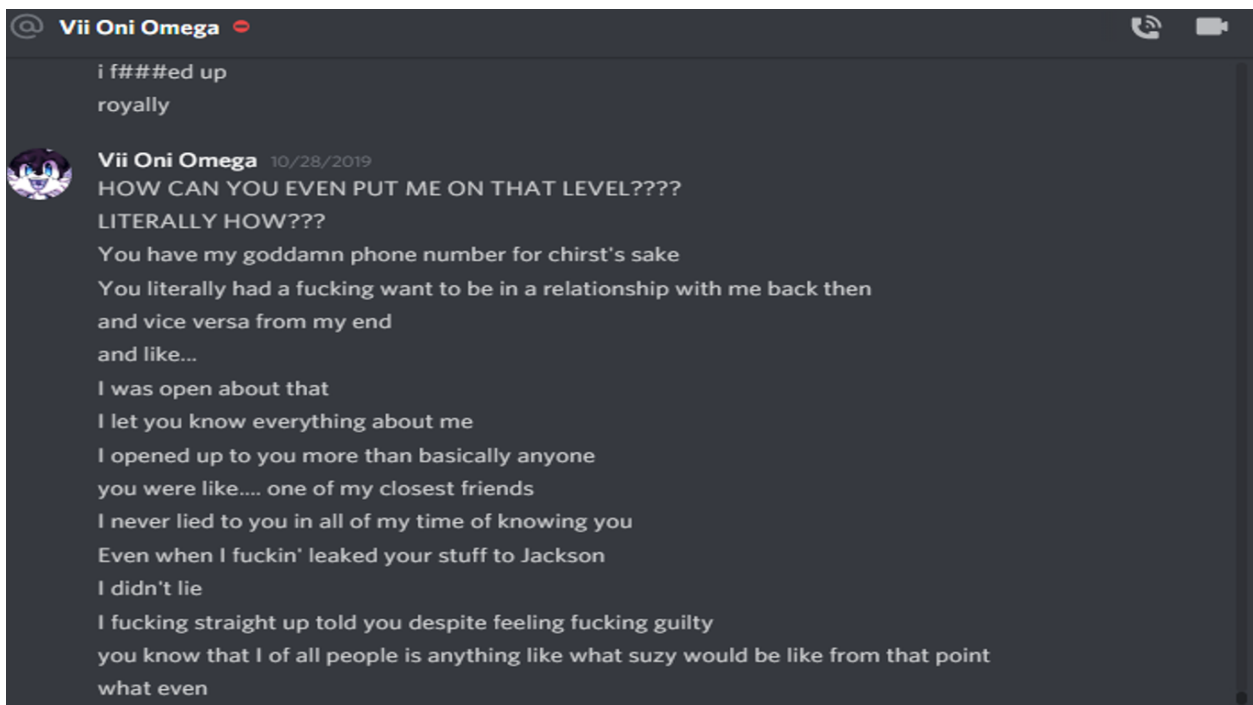 Vii Oni Omega
i f###ed up
royally
Vii Oni Omega 10/28/2019
HOW CAN YOU EVEN PUT ME ON THAT LEVEL????
LITERALLY HOW???
You have my goddamn phone number for chirst's sake
You literally had a fucking want to be in a relationship with me back then
and vice versa from my end
and like...
I was open about that
I let you know everything about me
I opened up to you more than basically anyone
you were like.... one of my closest friends
I never lied to you in all of my time of knowing you
Even when I fuckin' leaked your stuff to Jackson
I didn't lie
I fucking straight up told you despite feeling fucking guilty
you know that I of all people is anything like what suzy would be like from that point
what even